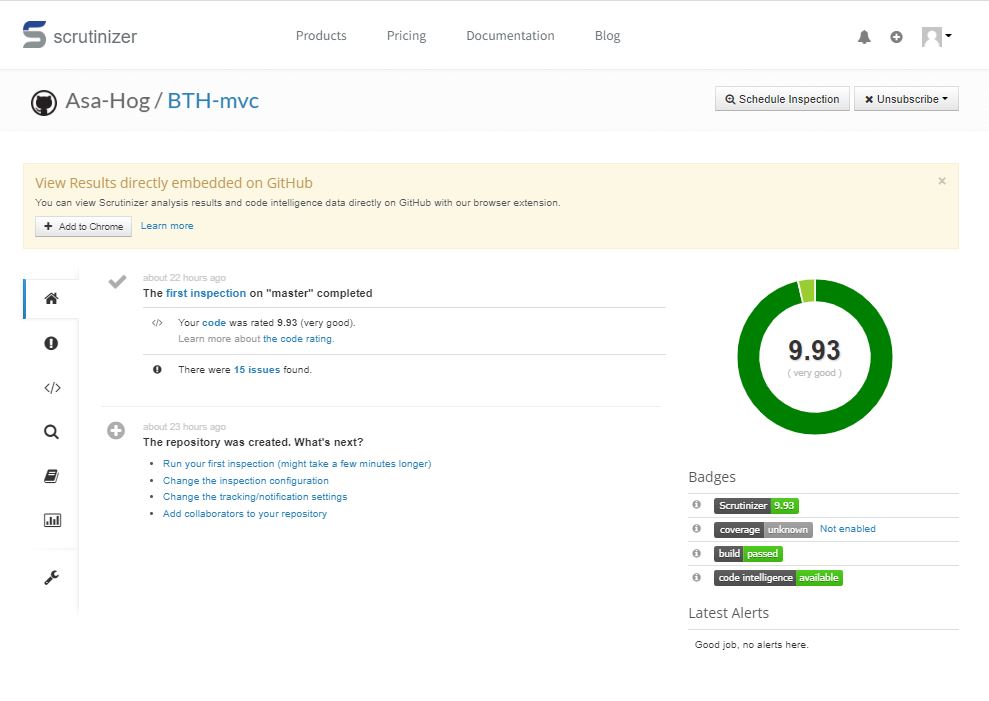 scrutinizer
Products
Pricing
Documentation
Blog
Asa-Hog / BTH-mvc
Schedule Inspection
Unsubscribe
View Results directly embedded on GitHub
You can view Scrutinizer analysis results and code intelligence data directly on GitHub with our browser extension.
Add to Chrome
Learn more
about 22 hours ago
The first inspection on "master" completed
Your code was rated 9.93 (very good).
Learn more about the code rating.
There were 15 issues found.
about 23 hours ago
The repository was created. What's next?
Run your first inspection (might take a few minutes longer)
Change the inspection configuration
Change the tracking/notification settings
Add collaborators to your repository
9.93
( very good )
Badges
Scrutinizer 9.93
coverage unknown Not enabled
build passed
code intelligence available
Latest Alerts
Good job, no alerts here.